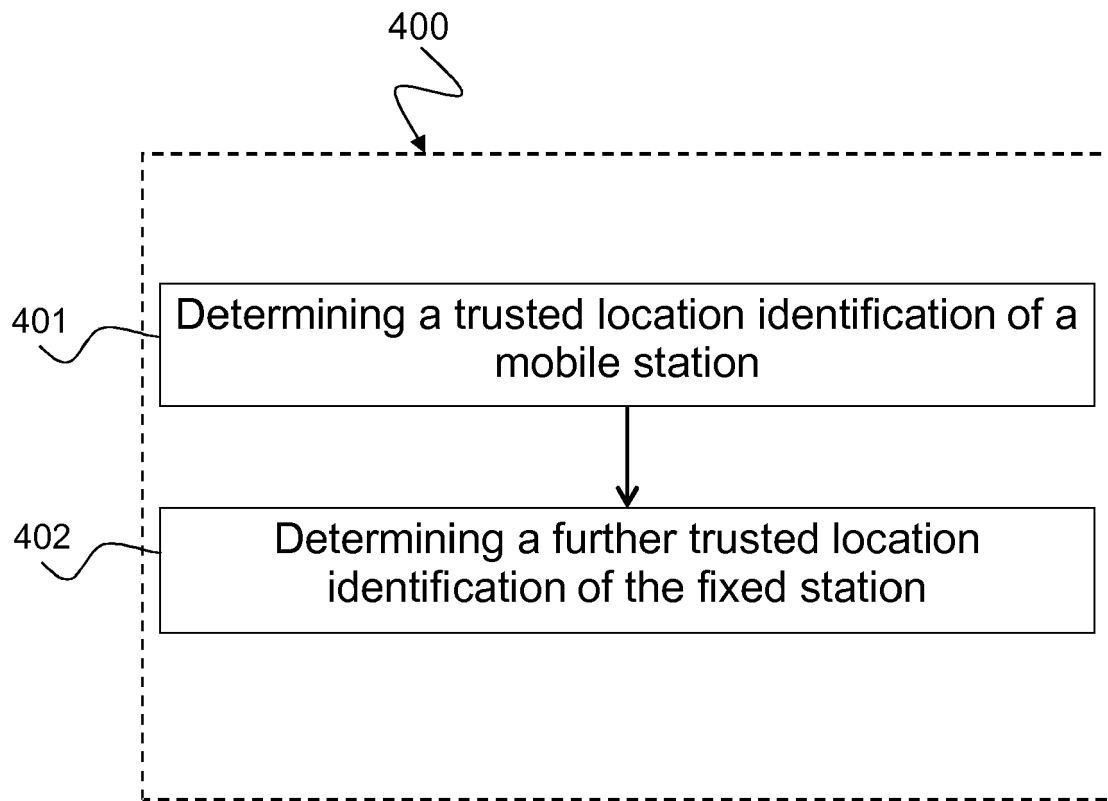 400
401
Determining a trusted location identification of a
mobile station
402
Determining a further trusted location
identification of the fixed station